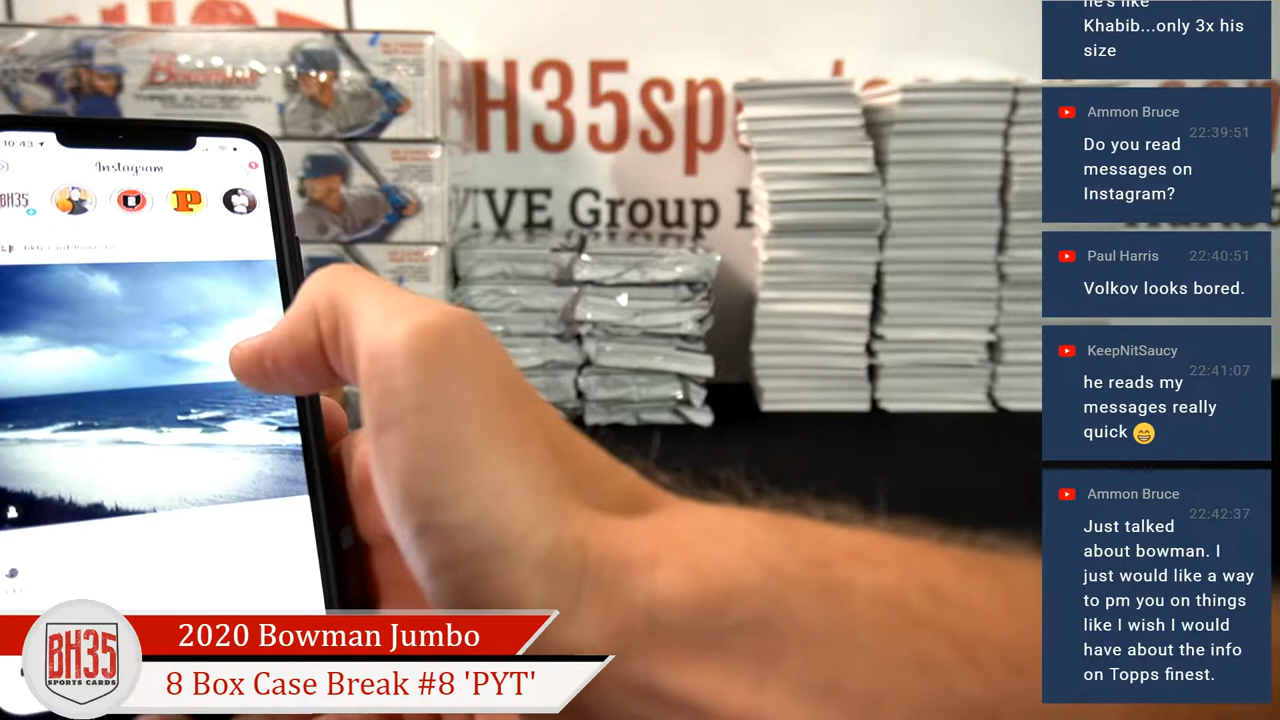 Bowman
H35sp
IVE Group B
10:43
Instagram
BH35
P
he's like
Khabib...only 3x his
size
Ammon Bruce
22:39:51
Do you read
messages on
Instagram?
Paul Harris 22:40:51
Volkov looks bored.
KeepNitSaucy
22:41:07
he reads my
messages really
quick 😄
Ammon Bruce
22:42:37
Just talked
about bowman. I
just would like a way
to pm you on things
like I wish I would
have about the info
on Topps finest.
BH35
SPORTS CARDS
2020 Bowman Jumbo
8 Box Case Break #8 'PYT'